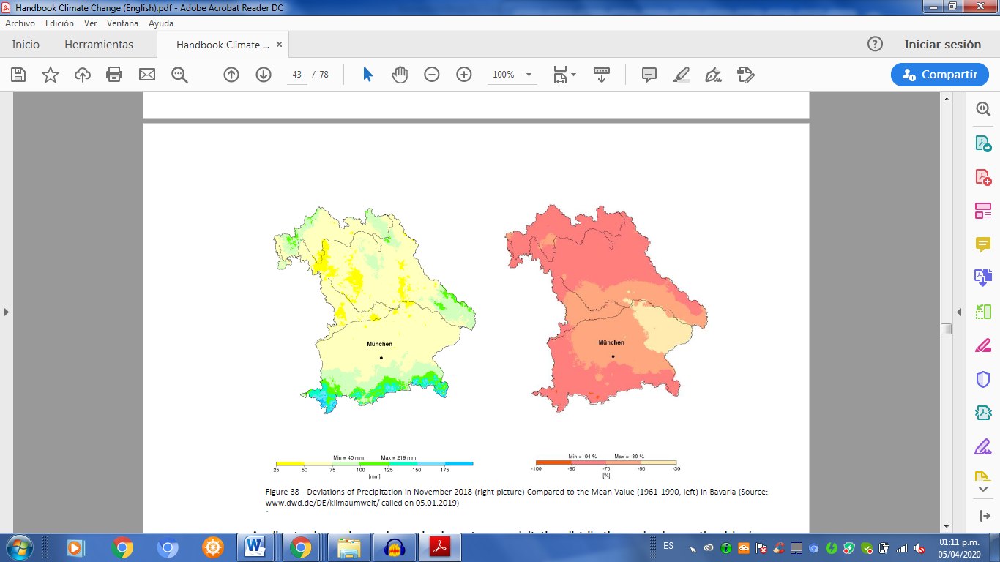 Handbook Climate Change (English).pdf - Adobe Acrobat Reader DC
Archivo Edición Ver Ventana Ayuda
Inicio Herramientas Handbook Climate ... × Iniciar sesión
43 / 78 100% Compartir
München
München
Min = 40 mm Max = 219 mm
25 50 75 100 125 150 175
[mm]
Min = -94 % Max = -30 %
-100 -90 -70 -50 -30
[%]
Figure 38 - Deviations of Precipitation in November 2018 (right picture) Compared to the Mean Value (1961-1990, left) in Bavaria (Source:
www.dwd.de/DE/klimaumwelt/ called on 05.01.2019)
ES
01:11 p.m.
05/04/2020